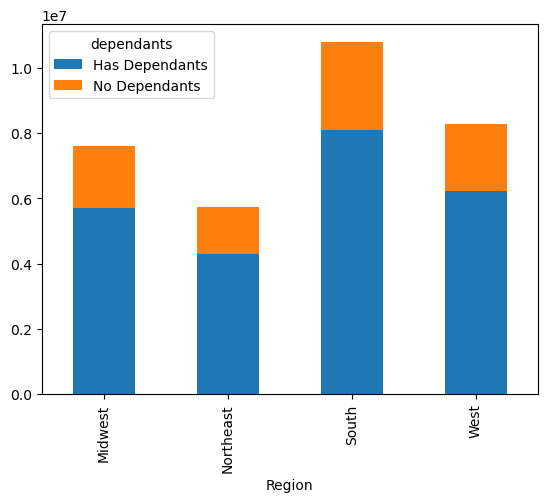 1e7
dependants
Has Dependants
No Dependants
1.0
0.8
0.6
0.4
0.2
0.0
Midwest
Northeast
South
West
Region